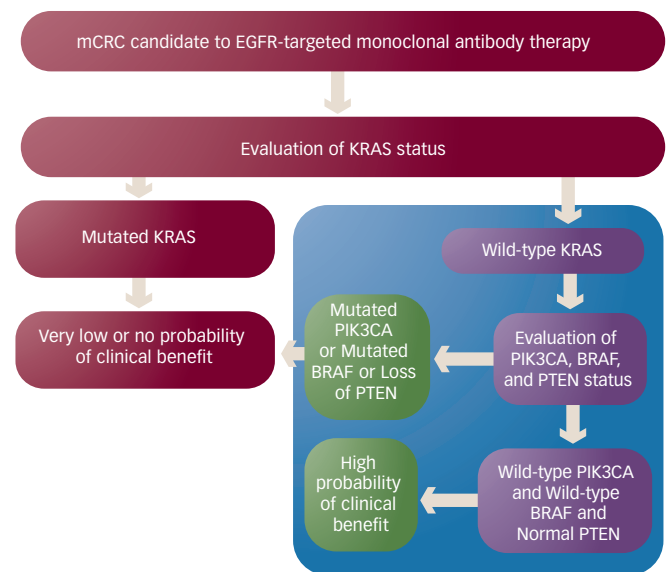 mCRC candidate to EGFR-targeted monoclonal antibody therapy
Evaluation of KRAS status
Mutated KRAS
Wild-type KRAS
Very low or no probability
of clinical benefit
Mutated
PIK3CA
or Mutated
BRAF or Loss
of PTEN
Evaluation of
PIK3CA, BRAF,
and PTEN status
High
probability
of clinical
benefit
Wild-type PIK3CA
and Wild-type
BRAF and
Normal PTEN